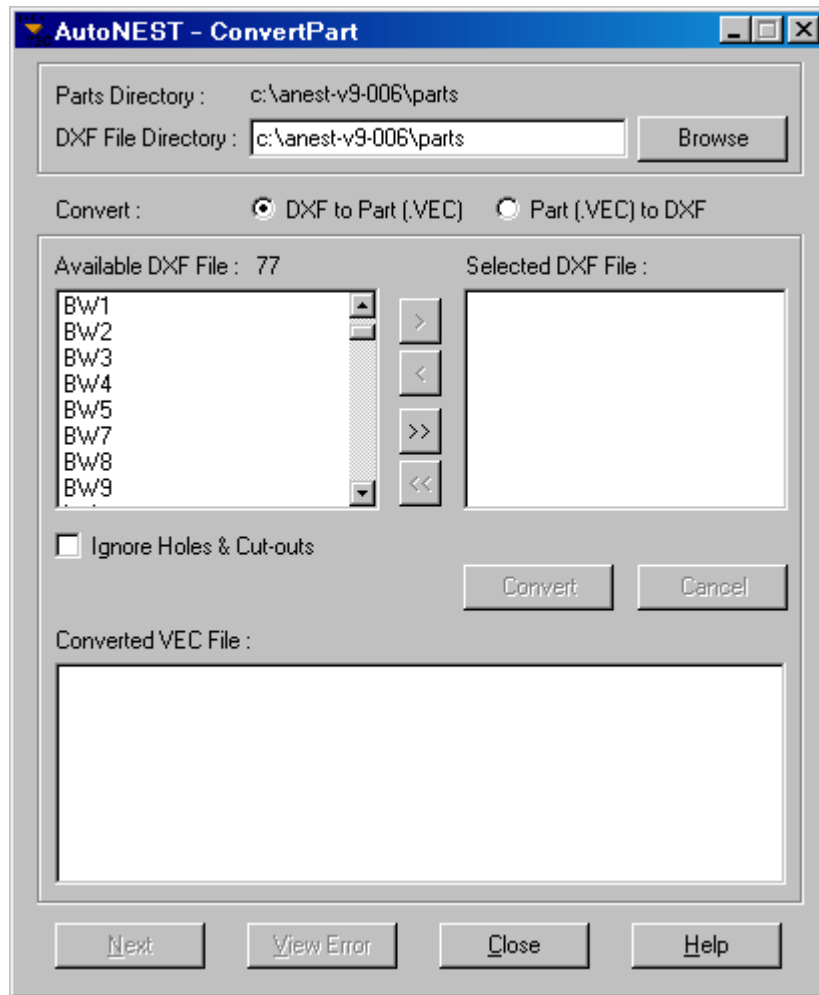 AutoNEST - ConvertPart
Parts Directory : c:\anest-v9-006\parts
DXF File Directory : c:\anest-v9-006\parts Browse
Convert : DXF to Part (.VEC) Part (.VEC) to DXF
Available DXF File : 77 Selected DXF File :
BW1
BW2
BW3
BW4
BW5
BW7
BW8
BW9
>
<
>>
<<
Ignore Holes & Cut-outs
Convert Cancel
Converted VEC File :
Next View Error Close Help